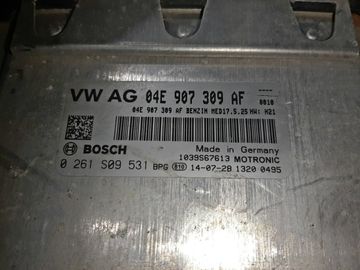 VW AG 04E 907 309 AF ----
0010
04E 907 309 AF BENZIN MED17.5.25 HW: H21
BOSCH
Made in Germany
1039S67613 MOTRONIC
0 261 S09 531 BPG 810 14-07-28 1320 0495